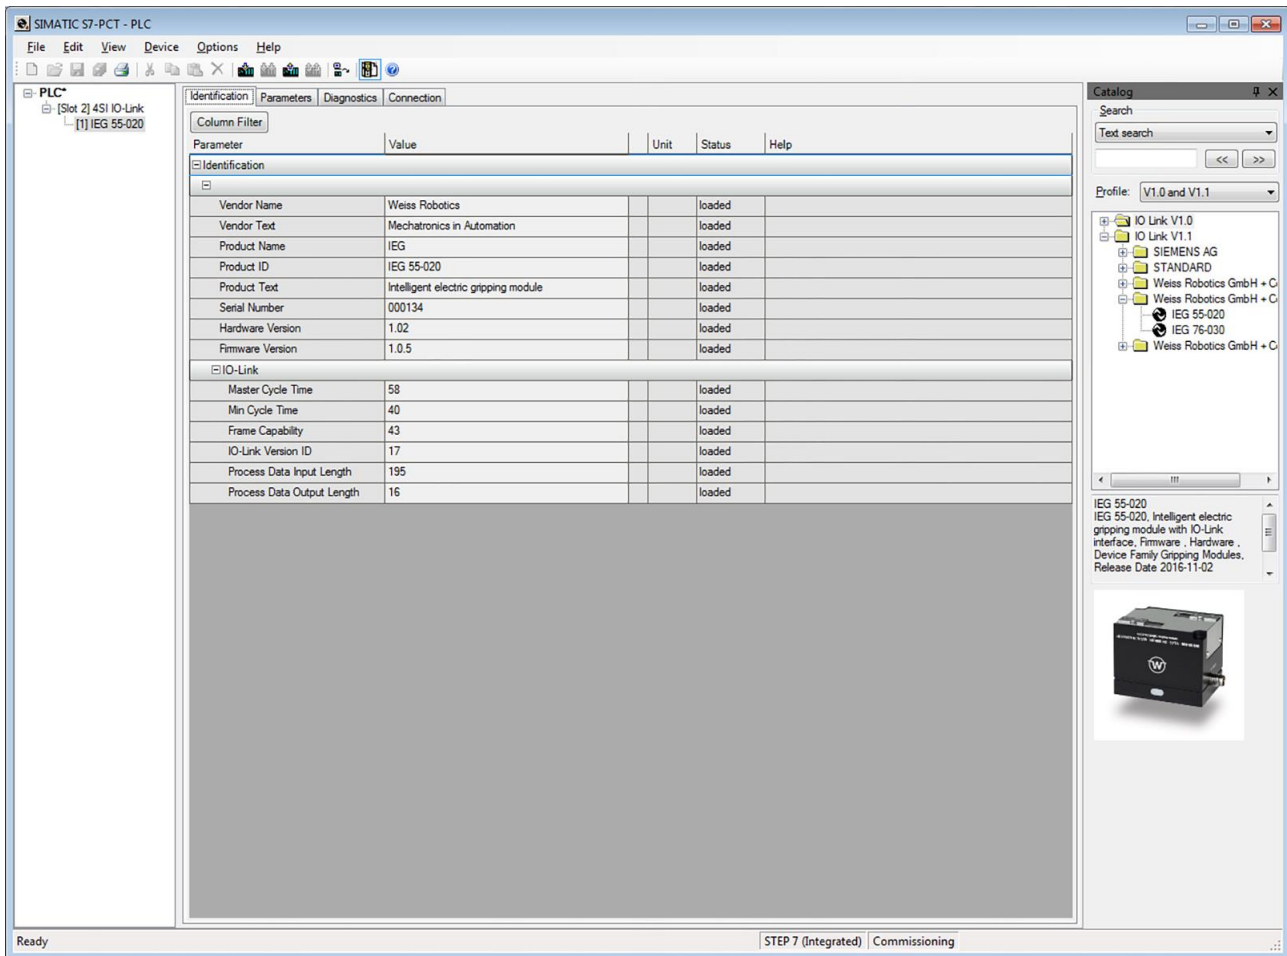 SIMATIC S7-PCT - PLC
File Edit View Device Options Help
PLC*
[Slot 2] 4SI IO-Link
[1] IEG 55-020
Identification Parameters Diagnostics Connection
Column Filter
Parameter Value Unit Status Help
Identification
Vendor Name Weiss Robotics loaded
Vendor Text Mechatronics in Automation loaded
Product Name IEG loaded
Product ID IEG 55-020 loaded
Product Text Intelligent electric gripping module loaded
Serial Number 000134 loaded
Hardware Version 1.02 loaded
Firmware Version 1.0.5 loaded
IO-Link
Master Cycle Time 58 loaded
Min Cycle Time 40 loaded
Frame Capability 43 loaded
IO-Link Version ID 17 loaded
Process Data Input Length 195 loaded
Process Data Output Length 16 loaded
Catalog
Search
Text search
<< >>
Profile: V1.0 and V1.1
IO Link V1.0
IO Link V1.1
SIEMENS AG
STANDARD
Weiss Robotics GmbH + C
Weiss Robotics GmbH + C
IEG 55-020
IEG 76-030
Weiss Robotics GmbH + C
IEG 55-020
IEG 55-020, Intelligent electric
gripping module with IO-Link
interface, Firmware , Hardware ,
Device Family Gripping Modules,
Release Date 2016-11-02
W
Ready STEP 7 (Integrated) Commissioning